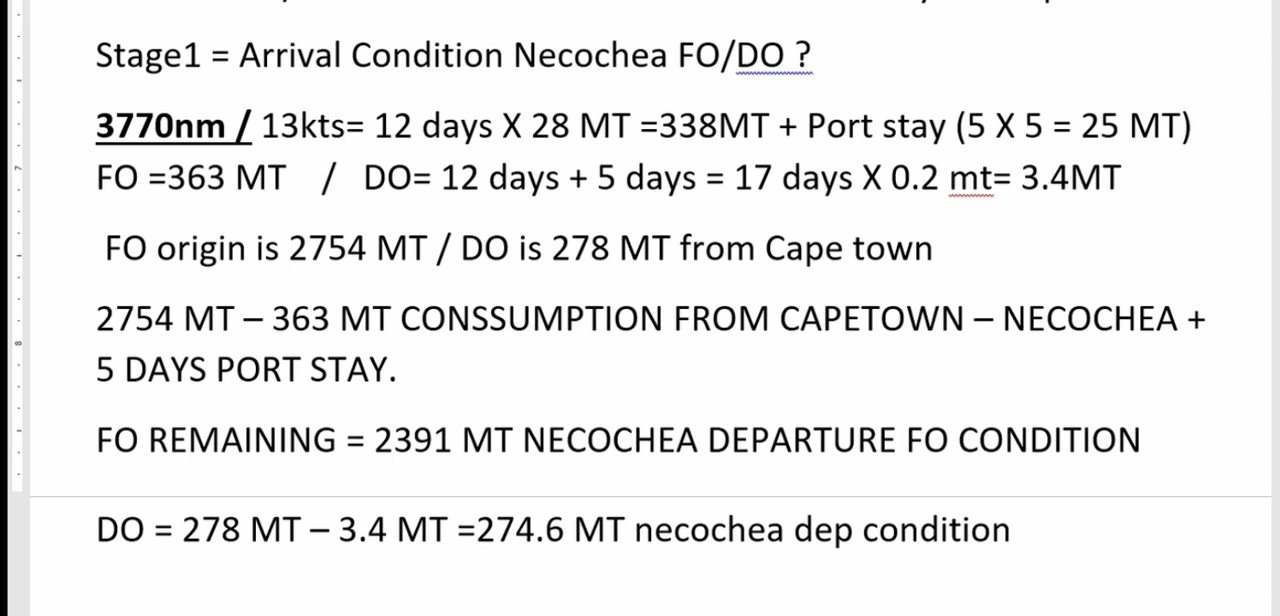 Stage1 = Arrival Condition Necochea FO/DO ?
3770nm / 13kts= 12 days X 28 MT =338MT + Port stay (5 X 5 = 25 MT)
FO =363 MT / DO= 12 days + 5 days = 17 days X 0.2 mt= 3.4MT
FO origin is 2754 MT / DO is 278 MT from Cape town
2754 MT – 363 MT CONSSUMPTION FROM CAPETOWN – NECOCHEA +
5 DAYS PORT STAY.
FO REMAINING = 2391 MT NECOCHEA DEPARTURE FO CONDITION
DO = 278 MT – 3.4 MT =274.6 MT necochea dep condition